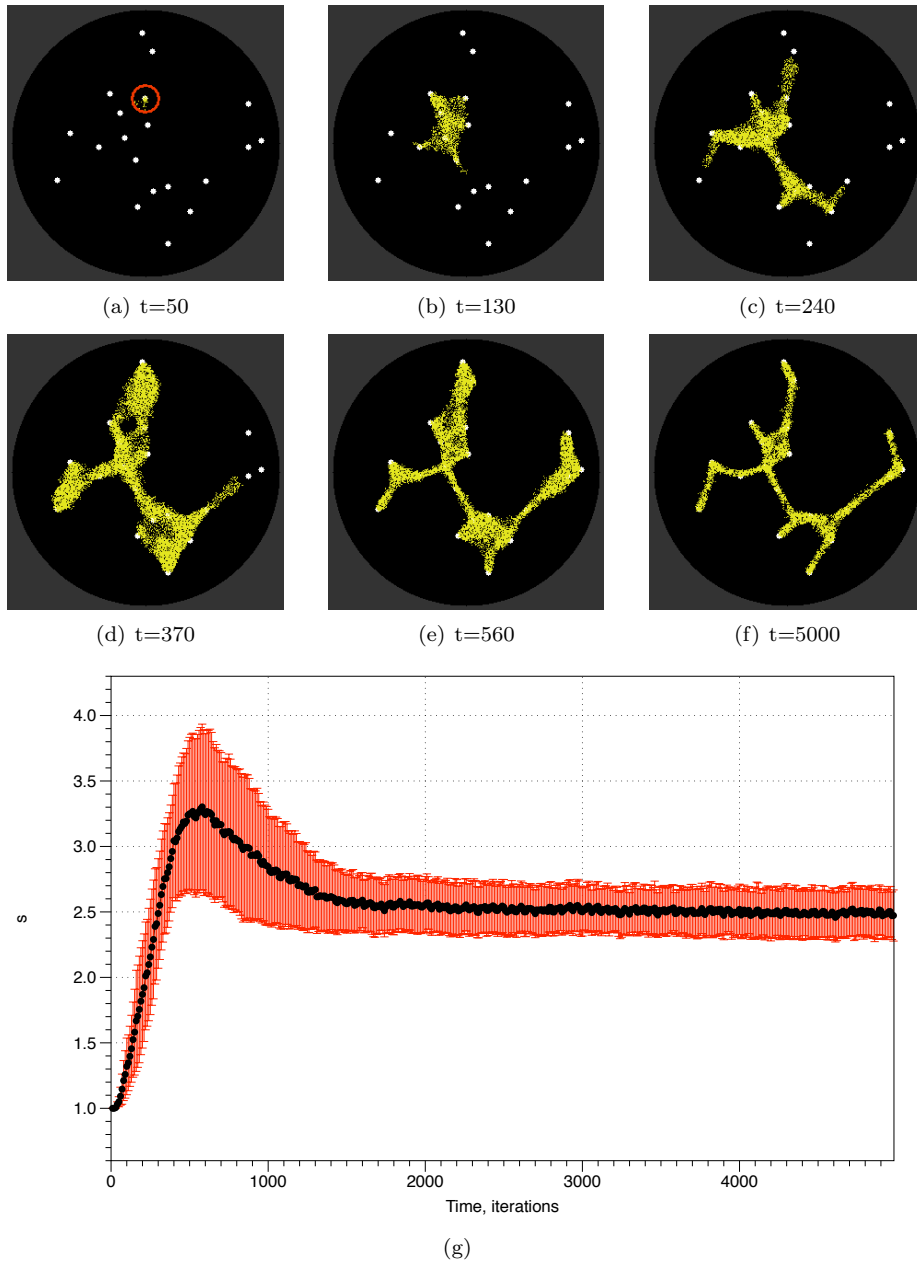 (a) t=50
(b) t=130
(c) t=240
(d) t=370
(e) t=560
(f) t=5000
4.0
3.5
3.0
2.5
2.0
1.5
1.0
s
0
1000
2000
3000
4000
Time, iterations
(g)